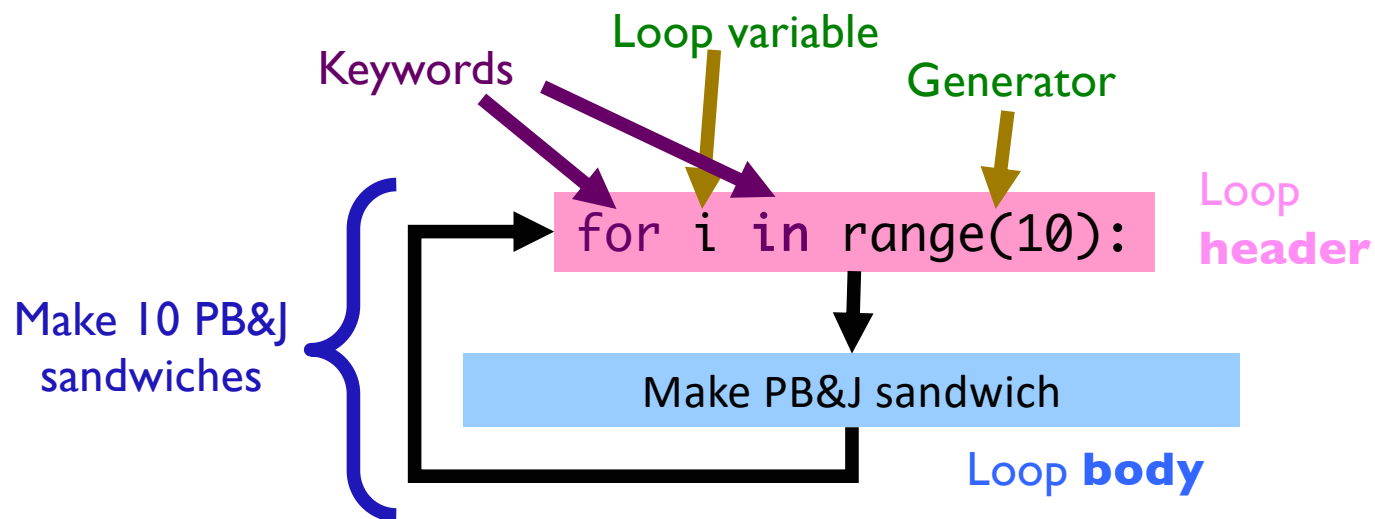 Loop variable
Keywords
Generator
for i in range(10):
Loop
header
Make 10 PB&J
sandwiches
Make PB&J sandwich
Loop body